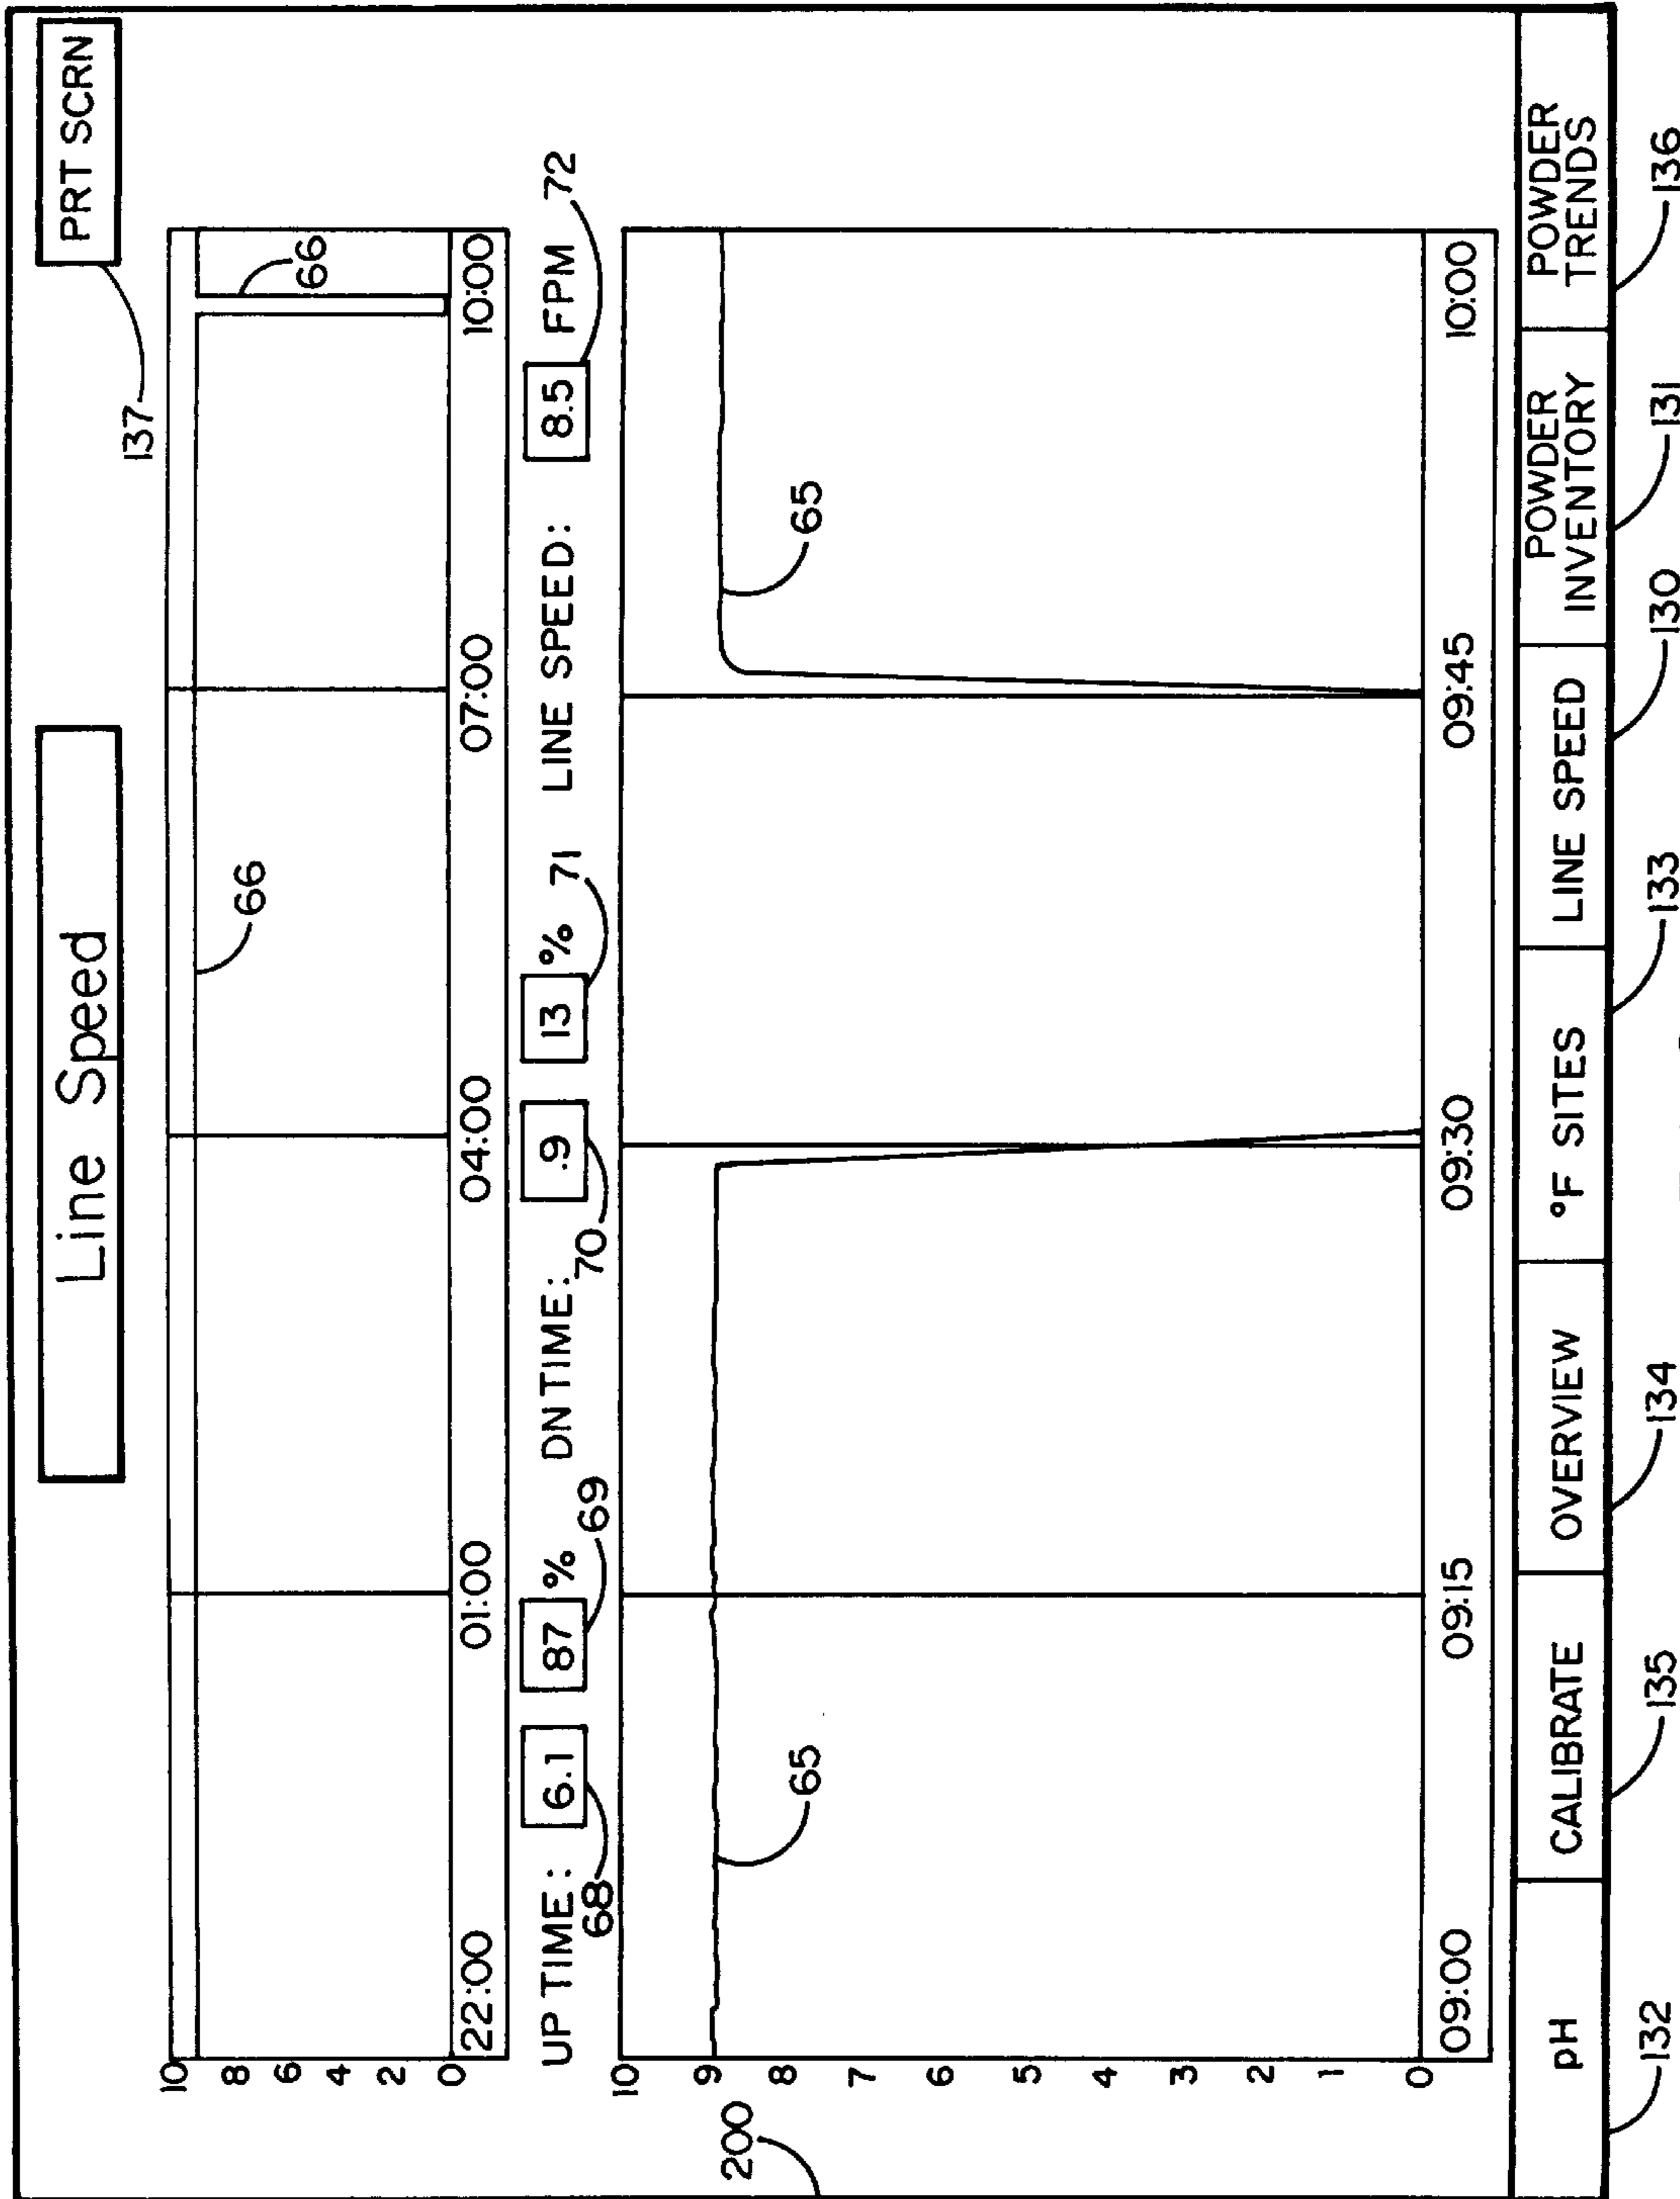 Line Speed
PRT SCRN
137
10
8
6
4
2
0
66
66
22:00 01:00 04:00 07:00 10:00
UP TIME: 6.1 87 % DN TIME: .9 13 % LINE SPEED: 8.5 FPM
68 69 70 71 72
10
9
8
7
6
5
4
3
2
1
0
65
65
200
09:00 09:15 09:30 09:45 10:00
pH
CALIBRATE
OVERVIEW
°F SITES
LINE SPEED
POWDER
INVENTORY
POWDER
TRENDS
132 135 134 133 130 131 136